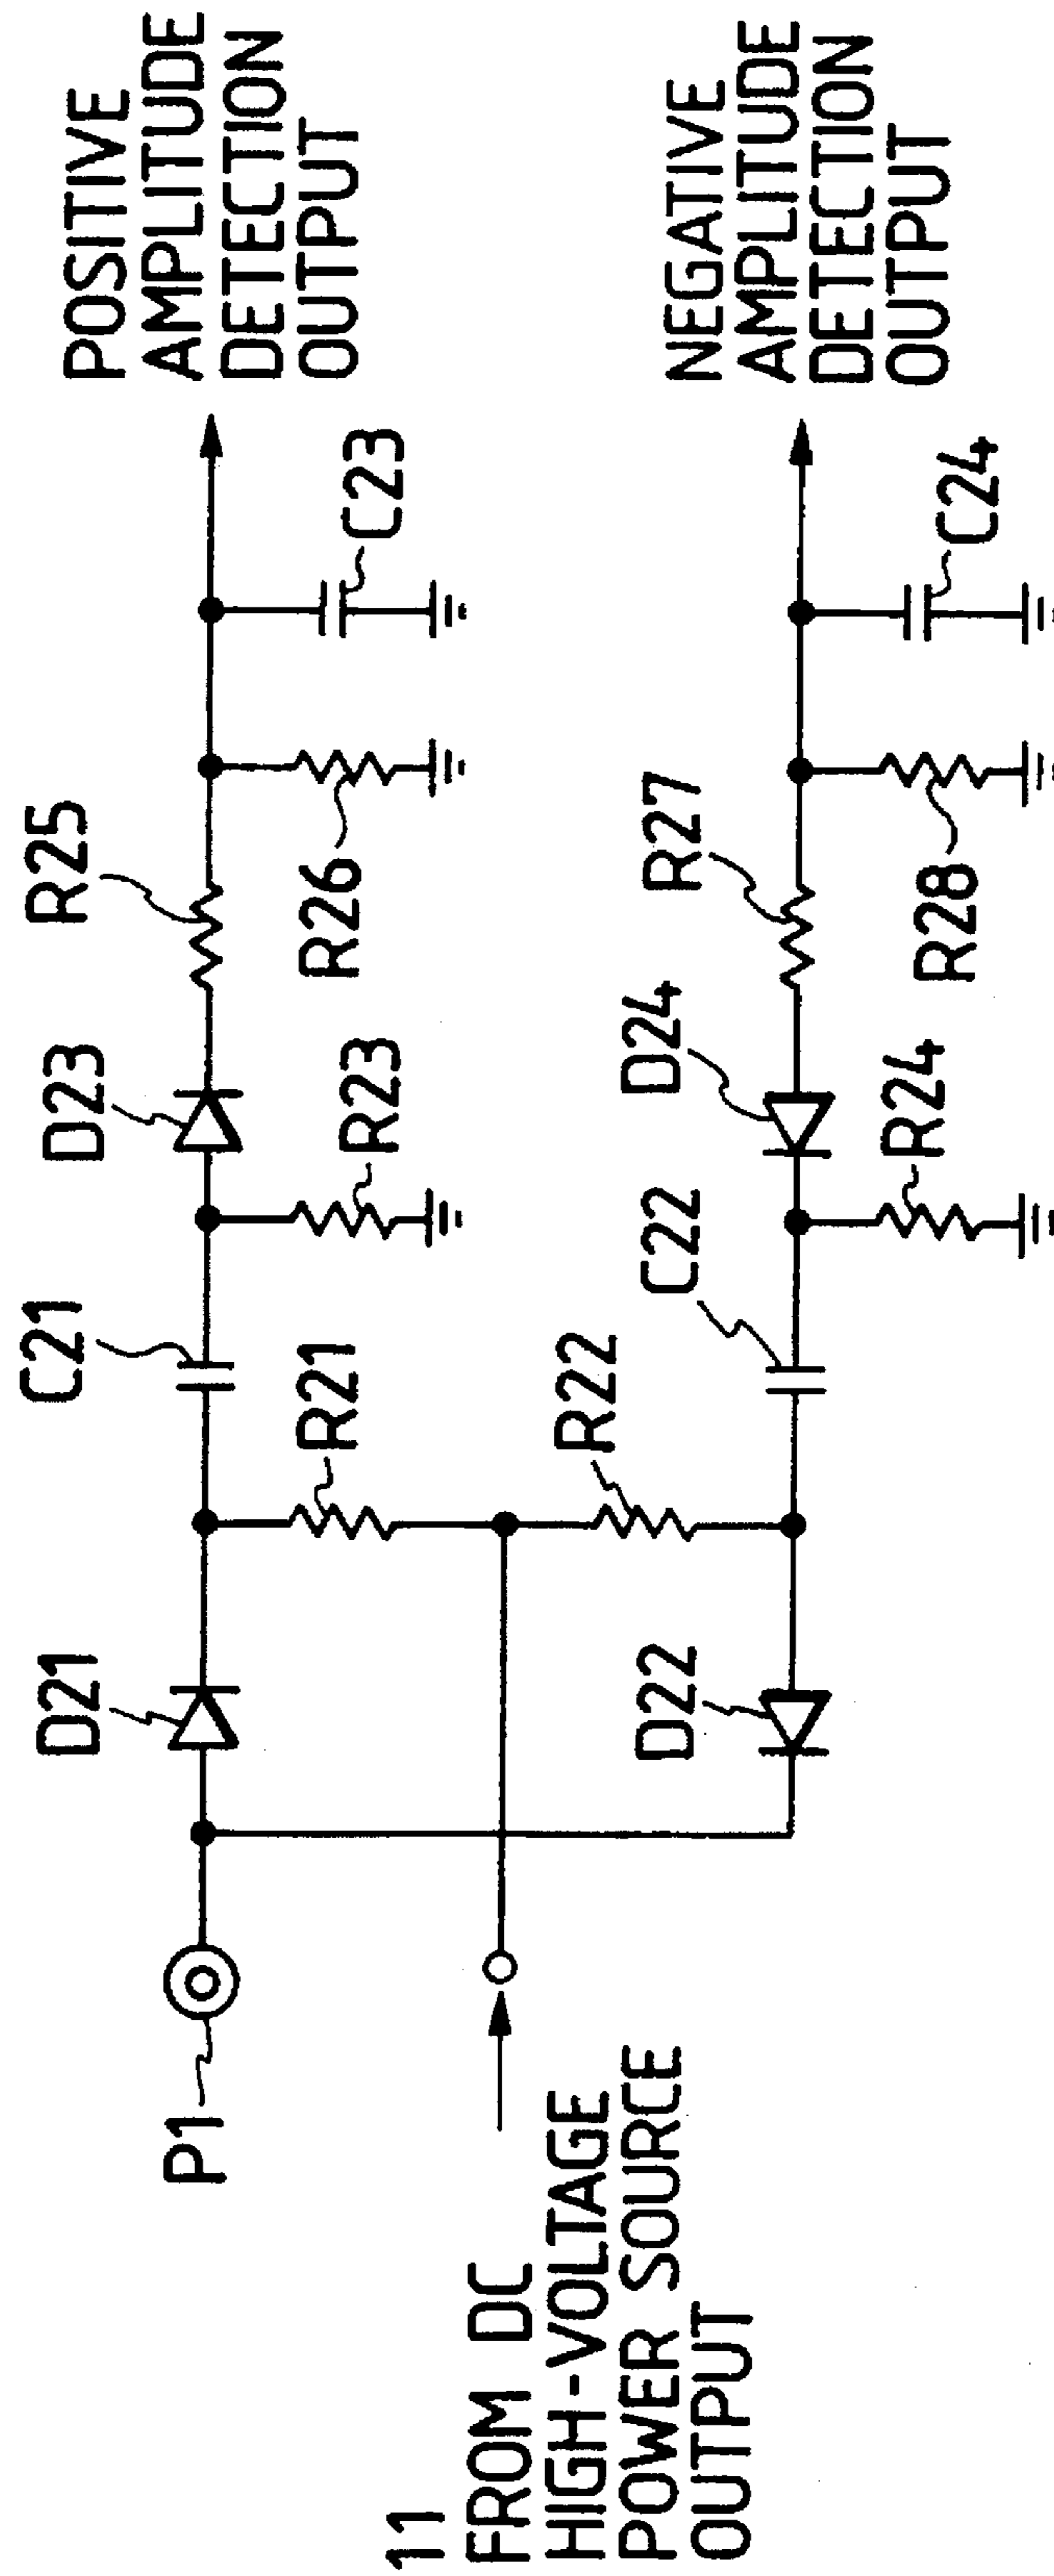 POSITIVE
AMPLITUDE
DETECTION
OUTPUT
R25
D23
C21
D21
P1
C23
R26
R23
R21
11
FROM DC
HIGH-VOLTAGE
POWER SOURCE
OUTPUT
NEGATIVE
AMPLITUDE
DETECTION
OUTPUT
R27
D24
C22
R22
D22
C24
R28
R24